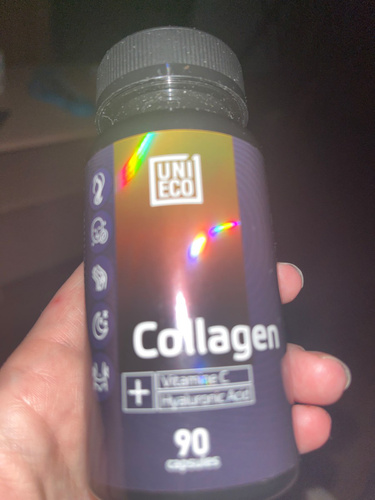 UNI
ECO
Collagen
+ Vitamine C
Hyaluronic Acid
90
capsules